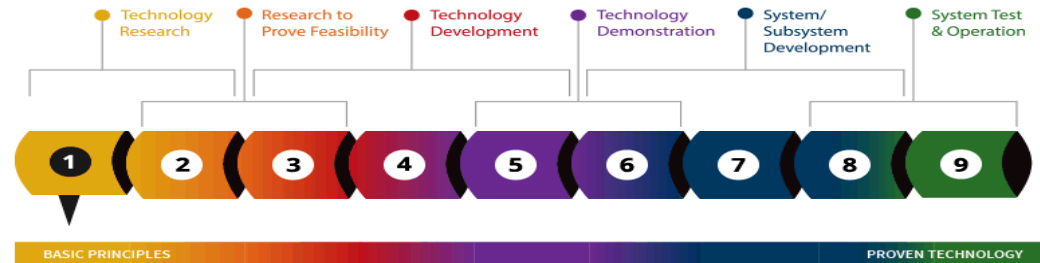 Technology
Research
Research to
Prove Feasibility
Technology
Development
Technology
Demonstration
System/
Subsystem
Development
System Test
& Operation
1
2
3
4
5
6
7
8
9
BASIC PRINCIPLES
PROVEN TECHNOLOGY